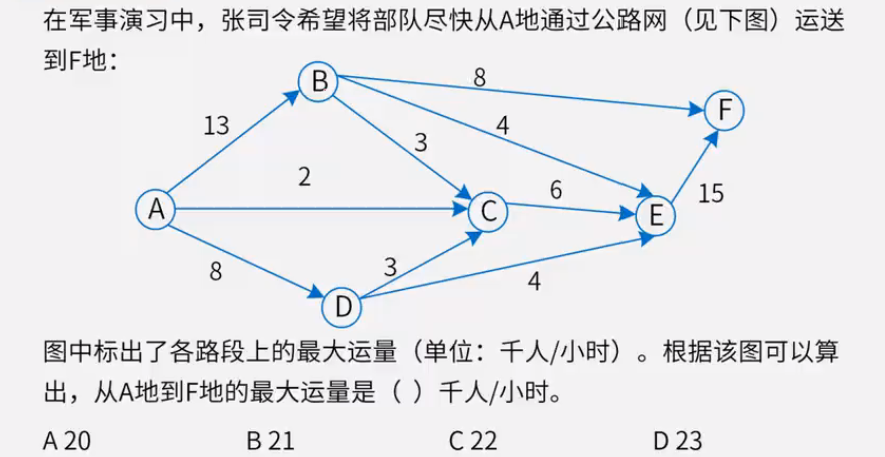 在军事演习中，张司令希望将部队尽快从A地通过公路网（见下图）运送
到F地：
B
8
F
13
3
4
2
A
C
6
E
15
8
3
D
4
图中标出了各路段上的最大运量（单位：千人/小时）。根据该图可以算
出，从A地到F地的最大运量是（ ）千人/小时。
A 20 B 21 C 22 D 23